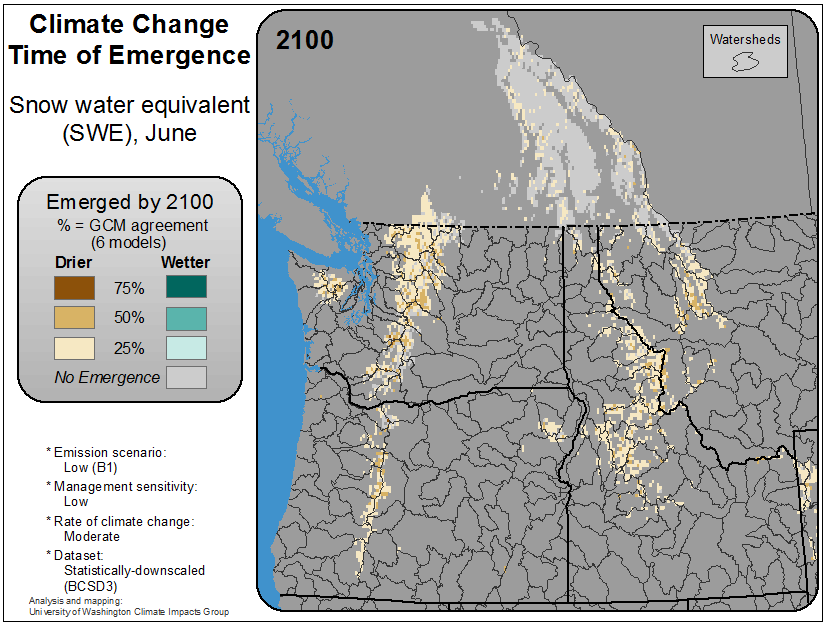 Climate Change
Time of Emergence
Snow water equivalent
(SWE), June
Emerged by 2100
% = GCM agreement
(6 models)
Drier Wetter
75%
50%
25%
No Emergence
* Emission scenario:
Low (B1)
* Management sensitivity:
Low
* Rate of climate change:
Moderate
* Dataset:
Statistically-downscaled
(BCSD3)
Analysis and mapping:
University of Washington Climate Impacts Group
2100
Watersheds